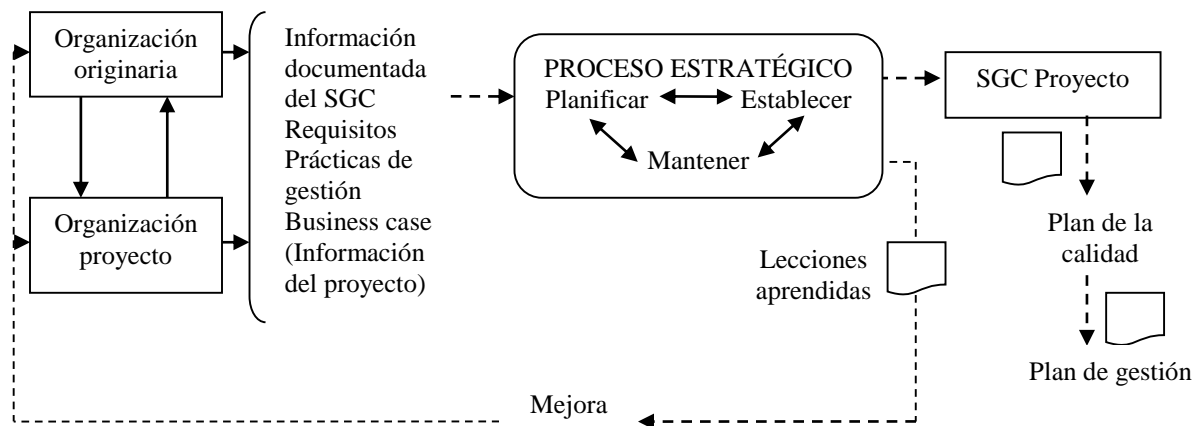 Organización
originaria
Organización
proyecto
Información
documentada
del SGC
Requisitos
Prácticas de
gestión
Business case
(Información
del proyecto)
PROCESO ESTRATÉGICO
Planificar
Establecer
Mantener
SGC Proyecto
Plan de la
calidad
Plan de gestión
Lecciones
aprendidas
Mejora